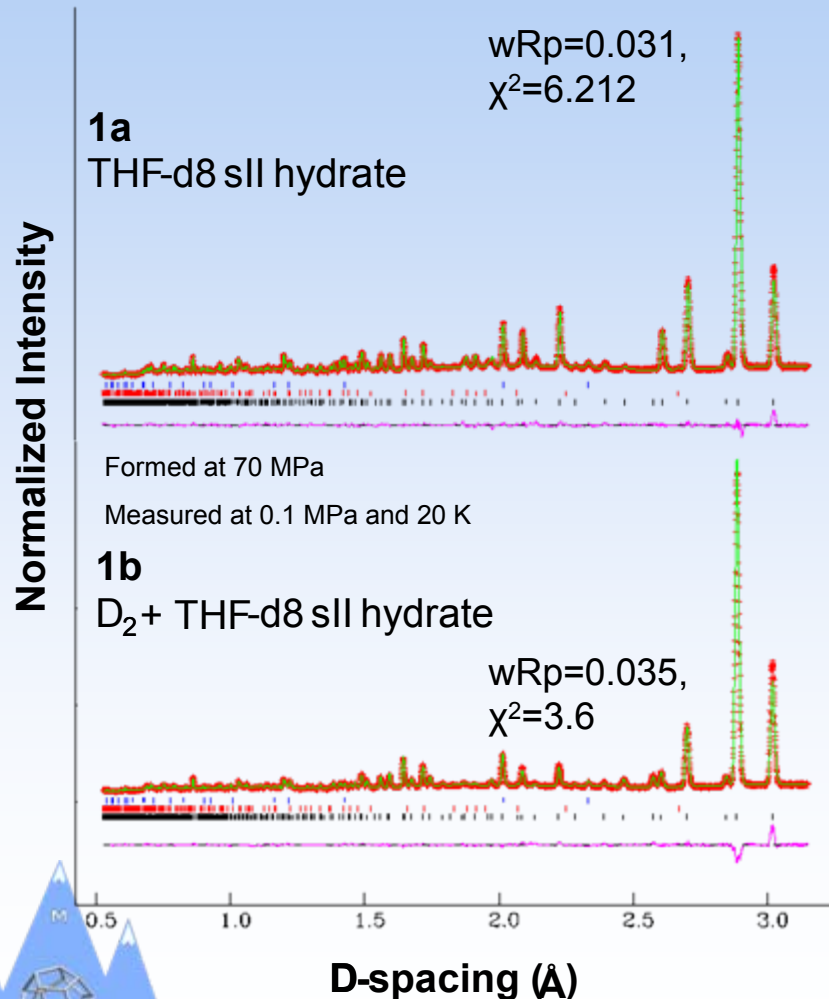 wRp=0.031,
χ²=6.212
1a
THF-d8 sII hydrate
Normalized Intensity
Formed at 70 MPa
Measured at 0.1 MPa and 20 K
1b
D₂+ THF-d8 sII hydrate
wRp=0.035,
χ²=3.6
M
0.5 1.0 1.5 2.0 2.5 3.0
D-spacing (Å)